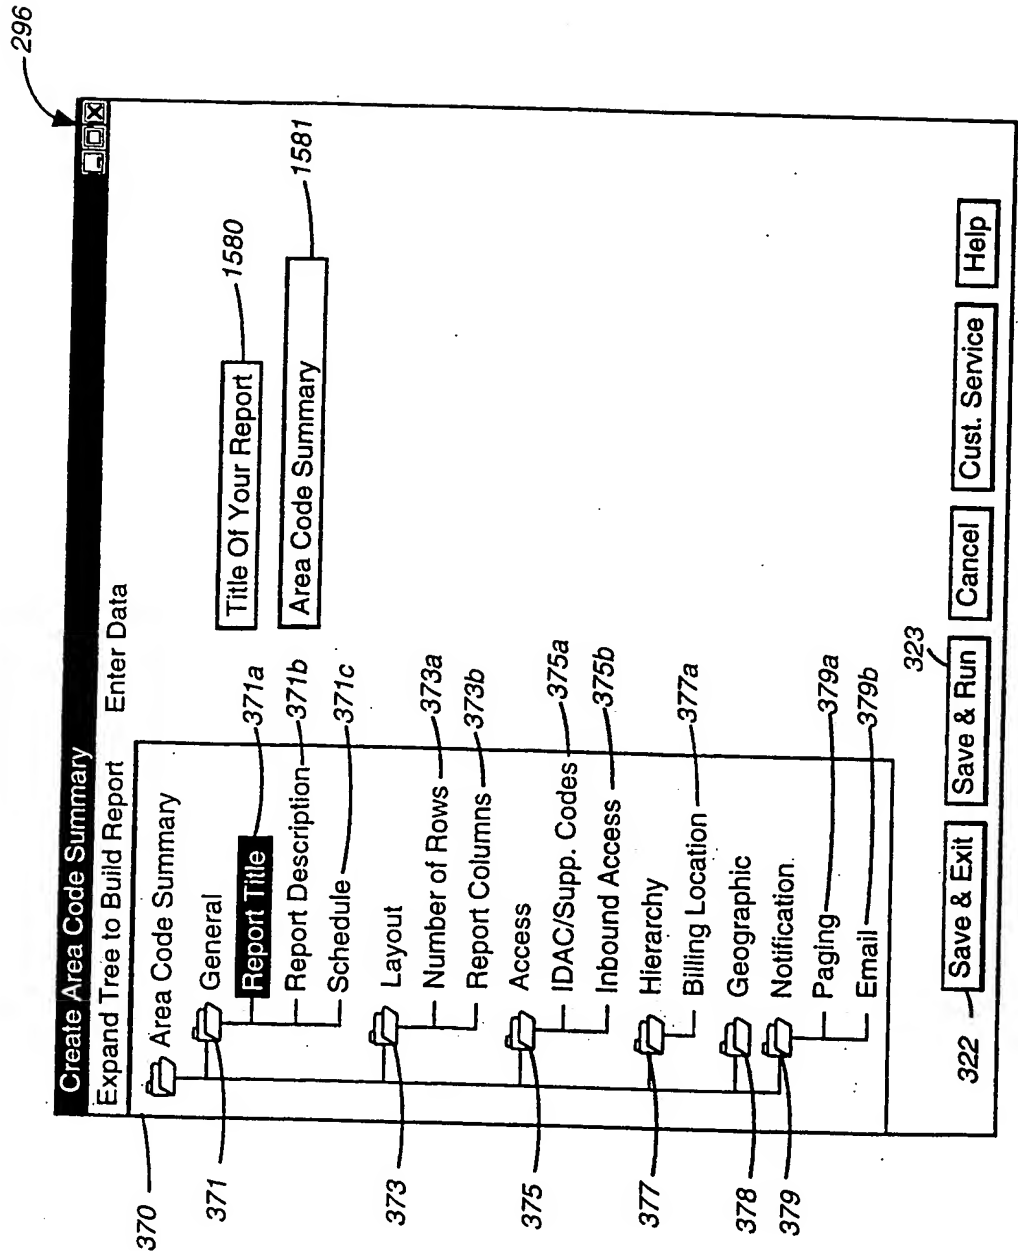 296
Create Area Code Summary
Expand Tree to Build Report
Enter Data
370
Area Code Summary
371
General
Report Title
371a
Report Description
371b
Schedule
371c
Title Of Your Report
1580
Area Code Summary
1581
373
Layout
Number of Rows
373a
Report Columns
373b
375
Access
IDAC/Supp. Codes
375a
Inbound Access
375b
377
Hierarchy
Billing Location
377a
378
Geographic
379
Notification
Paging
379a
Email
379b
322
Save & Exit
323
Save & Run
Cancel
Cust. Service
Help